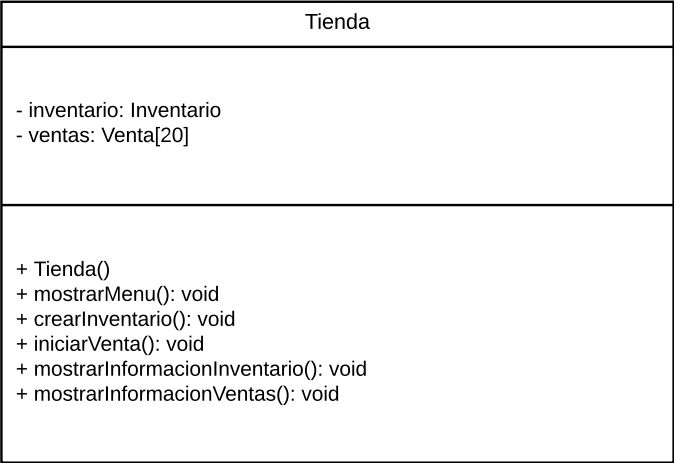 Tienda
- inventario: Inventario
- ventas: Venta[20]
+ Tienda()
+ mostrarMenu(): void
+ crearInventario(): void
+ iniciarVenta(): void
+ mostrarInformacionInventario(): void
+ mostrarInformacionVentas(): void